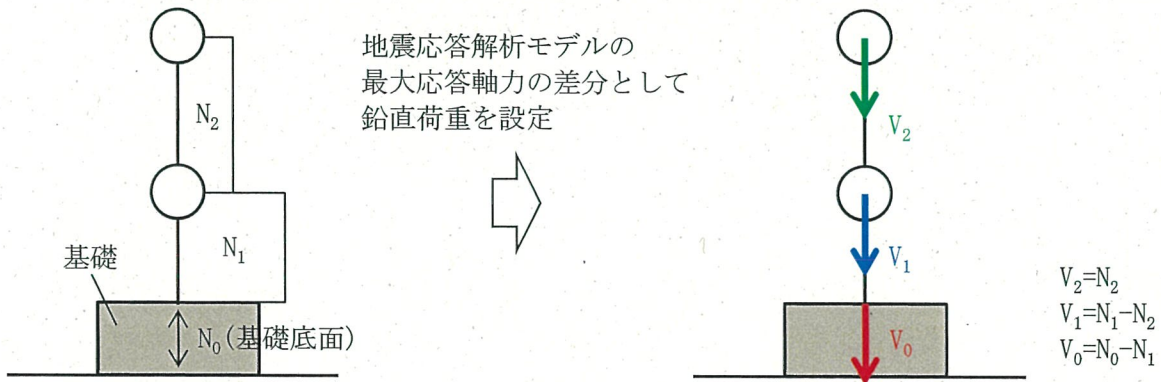 地震応答解析モデルの
最大応答軸力の差分として
鉛直荷重を設定
N₂
N₁
基礎
N₀(基礎底面)
V₂
V₁
V₀
V₂=N₂
V₁=N₁−N₂
V₀=N₀−N₁